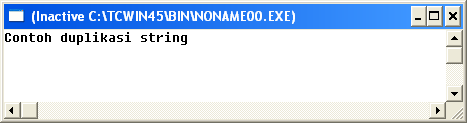 (Inactive C:\TCWIN45\BIN\NONAME00.EXE)
Contoh duplikasi string